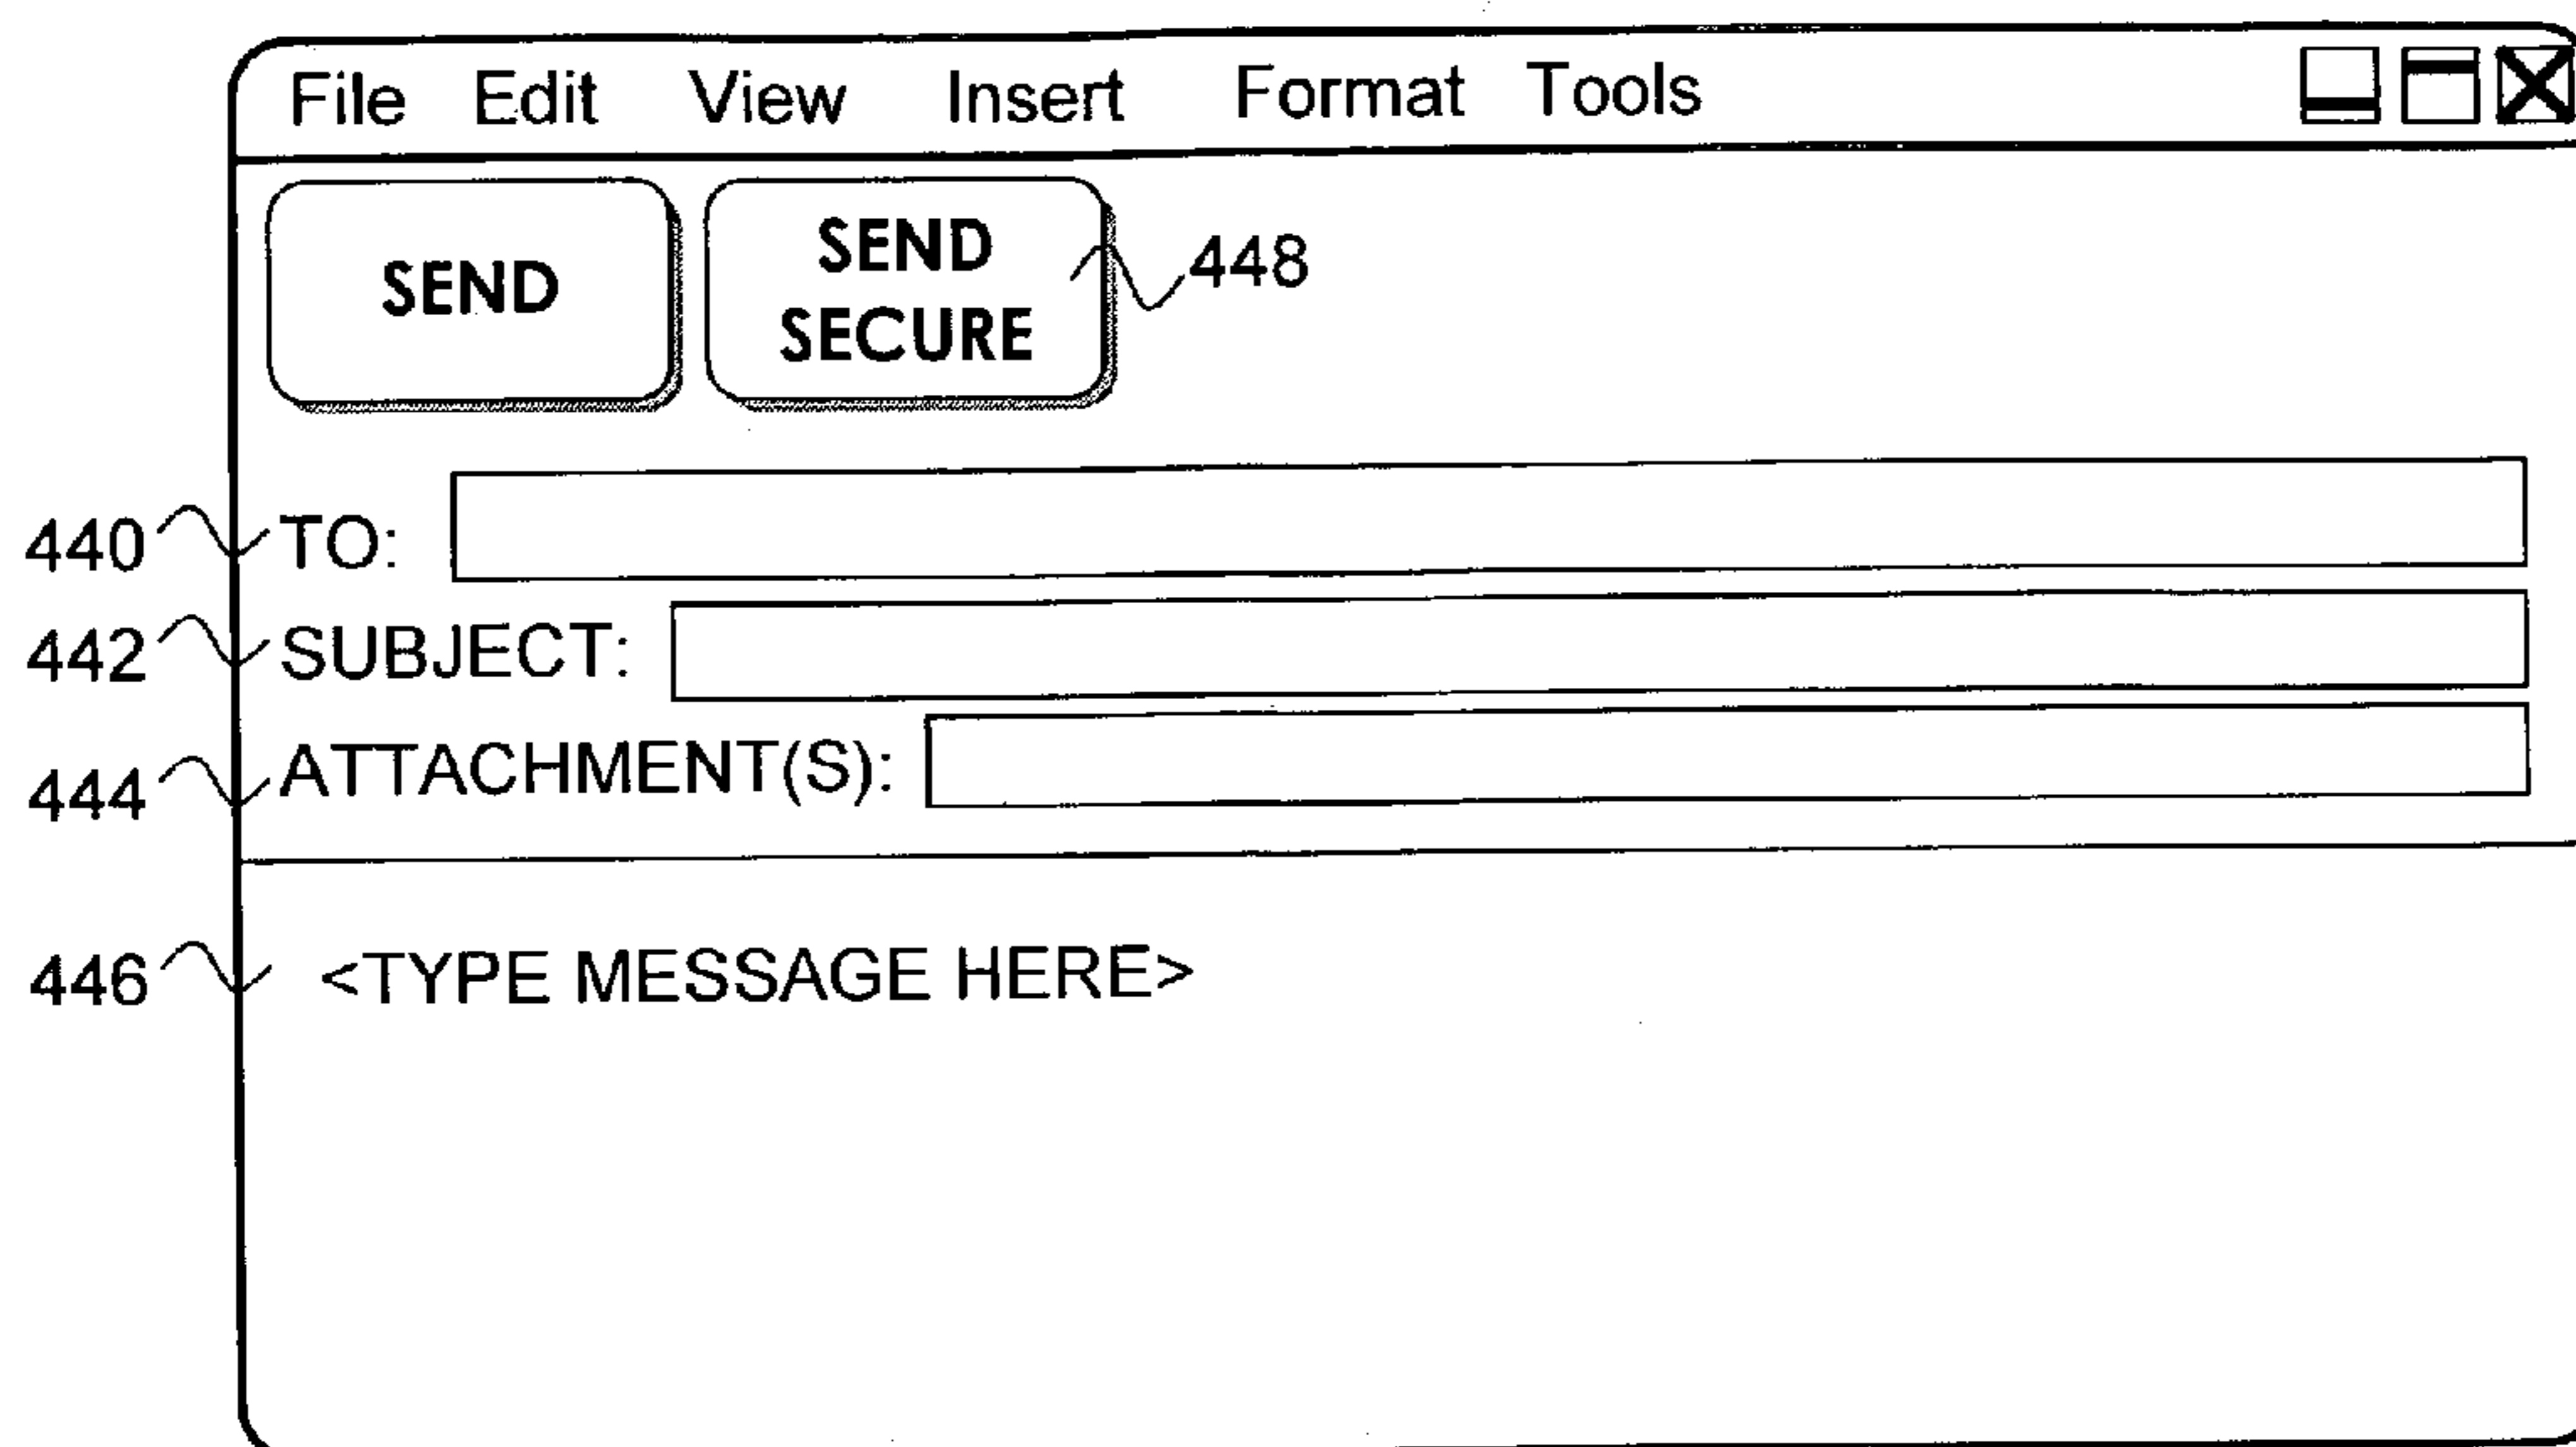 File Edit View Insert Format Tools
SEND
SEND
SECURE
448
440 TO:
442 SUBJECT:
444 ATTACHMENT(S):
446 <TYPE MESSAGE HERE>